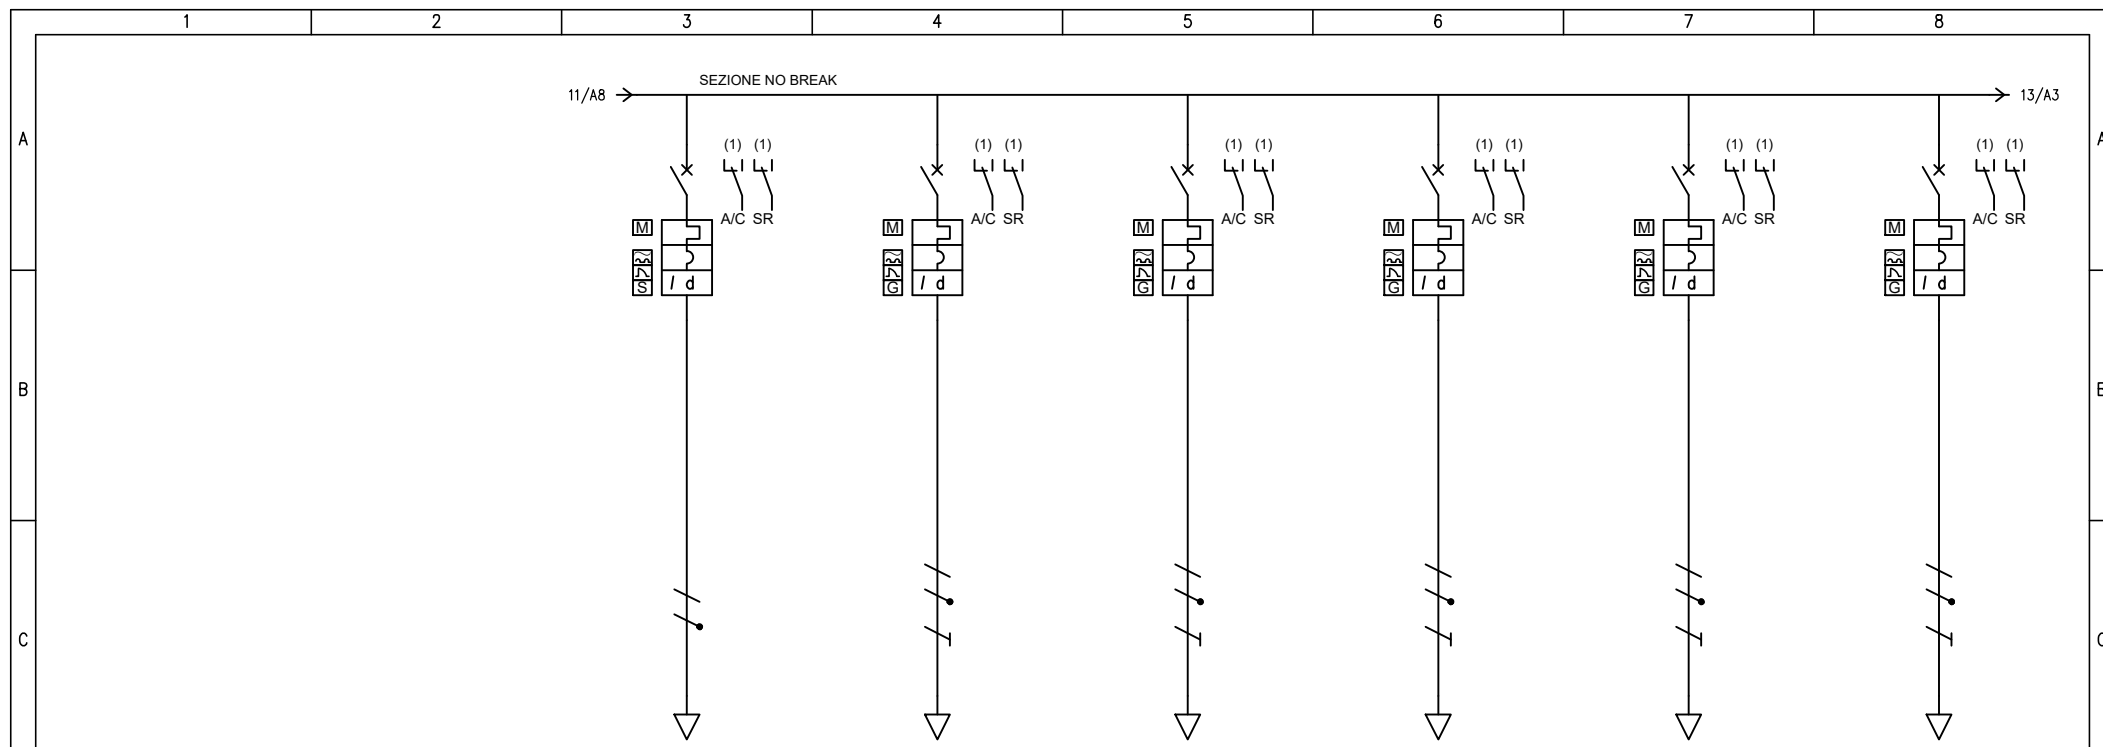 1 2 3 4 5 6 7 8
SEZIONE NO BREAK
11/A8 13/A3
A A
(1) (1) (1) (1) (1) (1) (1) (1) (1) (1) (1) (1)
A/C SR A/C SR A/C SR A/C SR A/C SR A/C SR
M M M M M M
S I d G I d G I d G I d G I d G I d
B
C